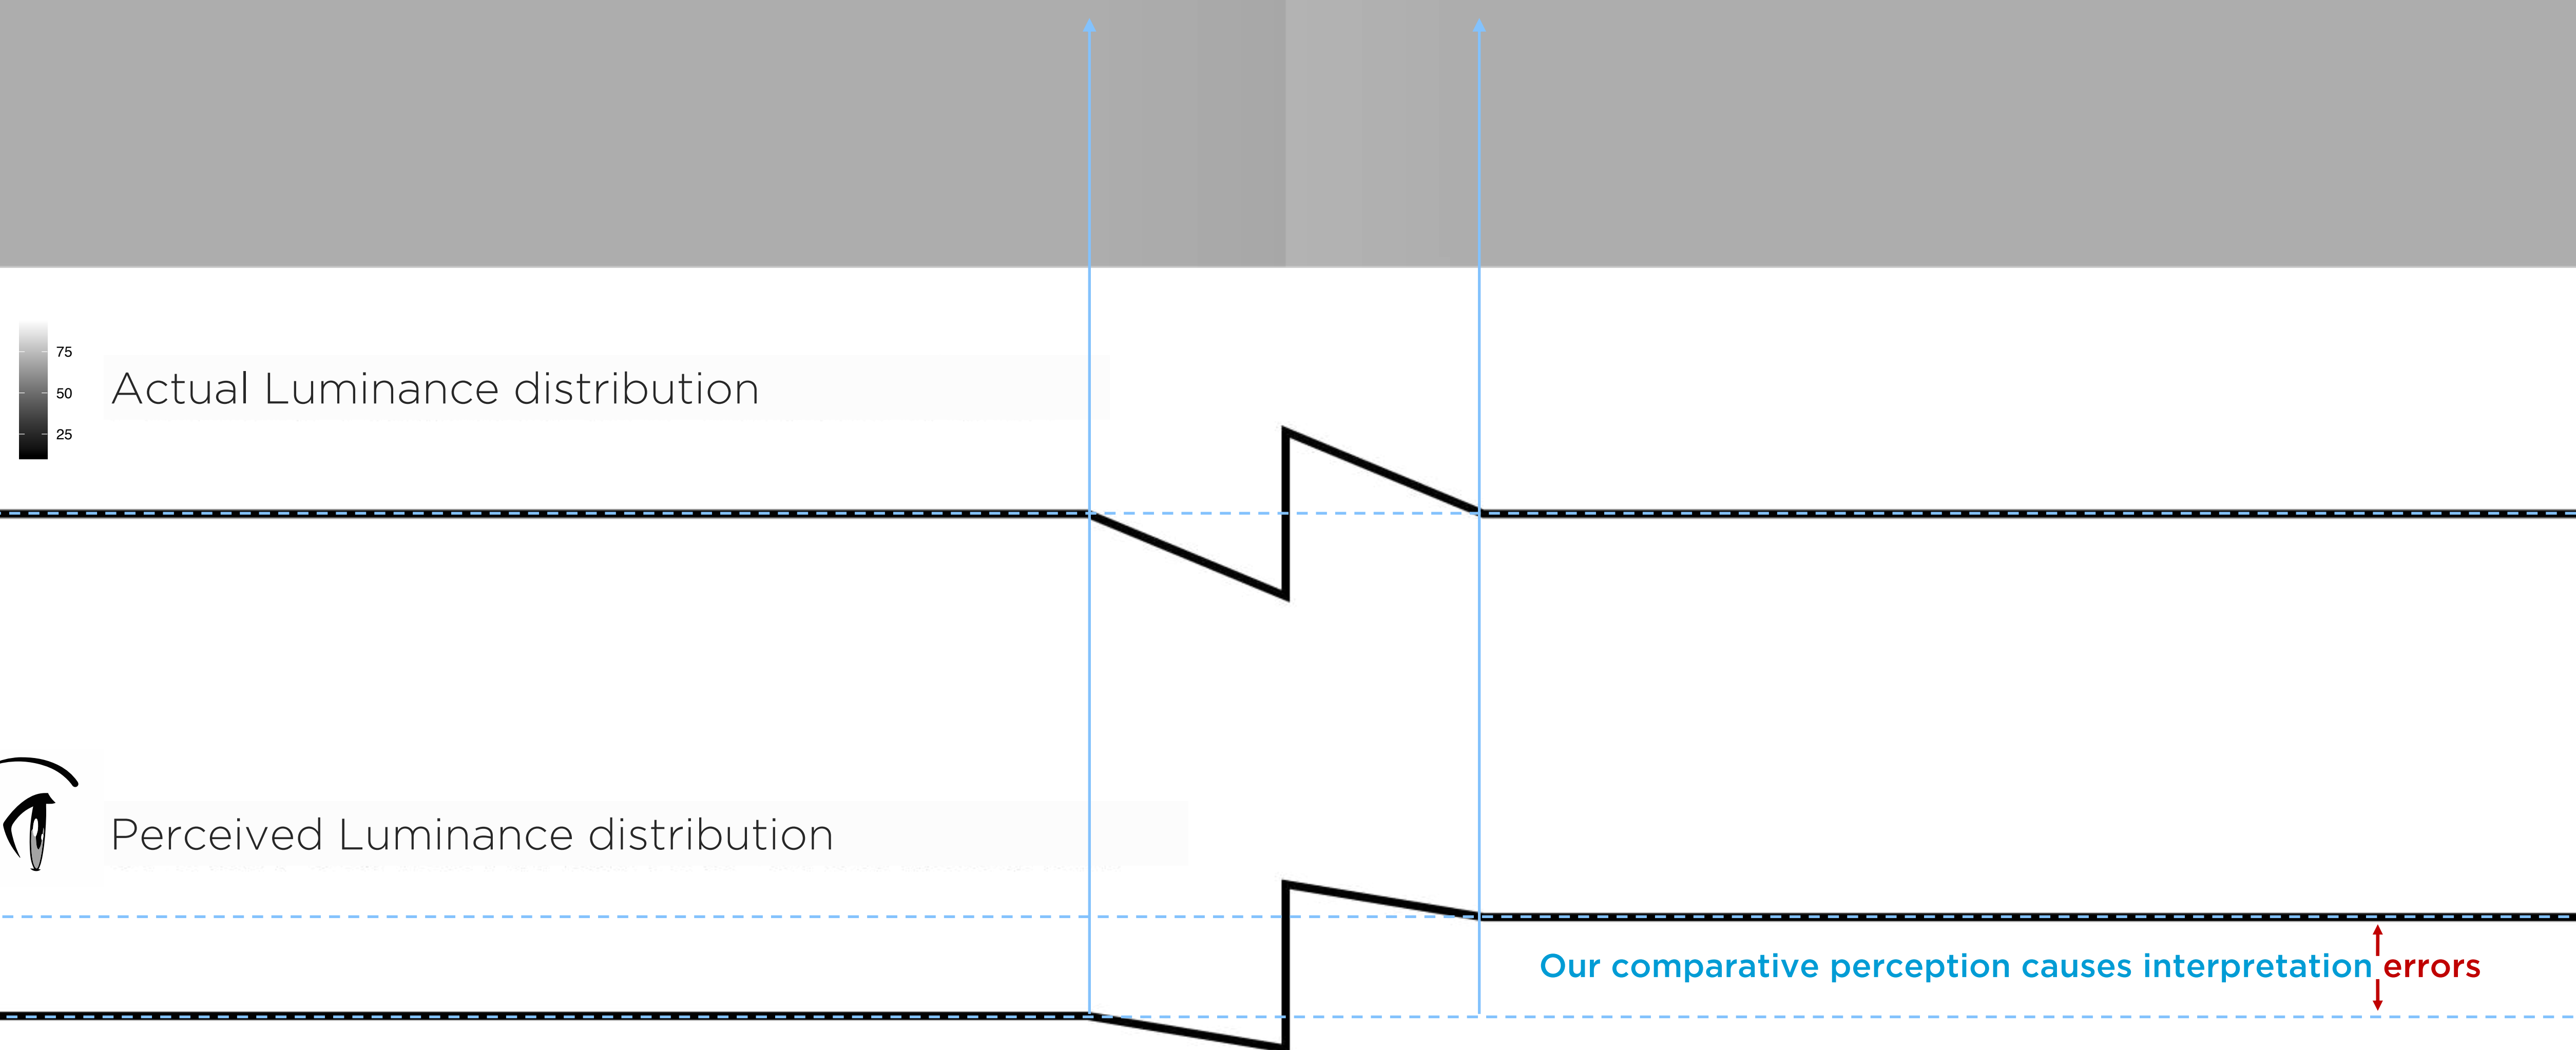 75
Actual Luminance distribution
50
25
Perceived Luminance distribution
Our comparative perception causes interpretation errors